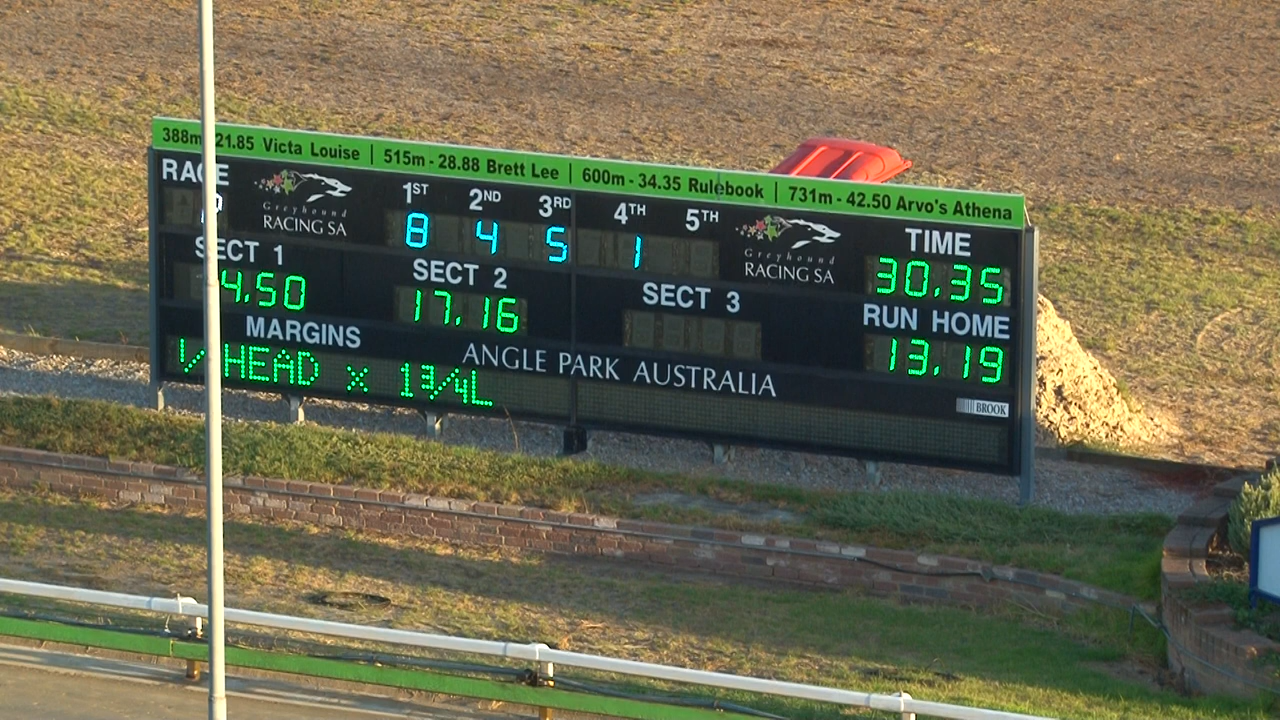 388m 21.85 Victa Louise | 515m - 28.88 Brett Lee | 600m - 34.35 Rulebook | 731m - 42.50 Arvo's Athena
RACE
Greyhound
RACING SA
1ST 2ND 3RD 4TH 5TH
8 4 5 1
Greyhound
RACING SA
TIME
30.35
SECT 1
4.50
SECT 2
17.16
SECT 3
RUN HOME
13.19
MARGINS
HEAD x 1¾L
ANGLE PARK AUSTRALIA
BROOK